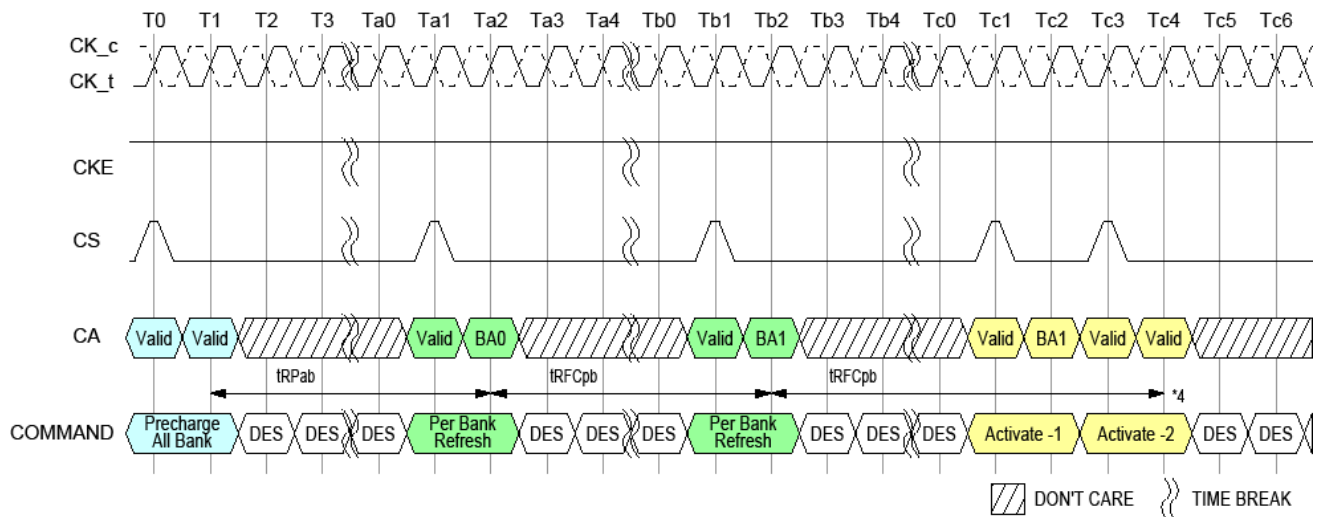 T0 T1 T2 T3 Ta0 Ta1 Ta2 Ta3 Ta4 Tb0 Tb1 Tb2 Tb3 Tb4 Tc0 Tc1 Tc2 Tc3 Tc4 Tc5 Tc6
CK_c
CK_t
CKE
CS
CA Valid Valid Valid BA0 Valid BA1 Valid BA1 Valid Valid
tRPab tRFCpb tRFCpb *4
COMMAND Precharge All Bank DES DES DES Per Bank Refresh DES DES DES Per Bank Refresh DES DES DES Activate -1 Activate -2 DES DES
DON'T CARE TIME BREAK